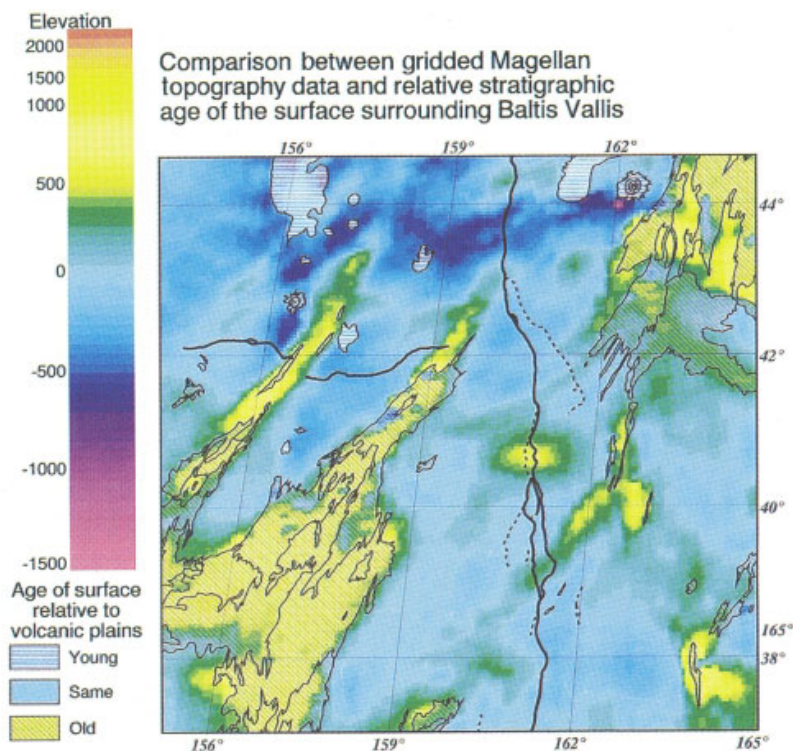 Elevation
2000
1500
1000
500
0
-500
-1000
-1500
Age of surface
relative to
volcanic plains
Young
Same
Old
Comparison between gridded Magellan
topography data and relative stratigraphic
age of the surface surrounding Baltis Vallis
156° 159° 162°
44°
42°
40°
165°
38°
156° 159° 162° 165°